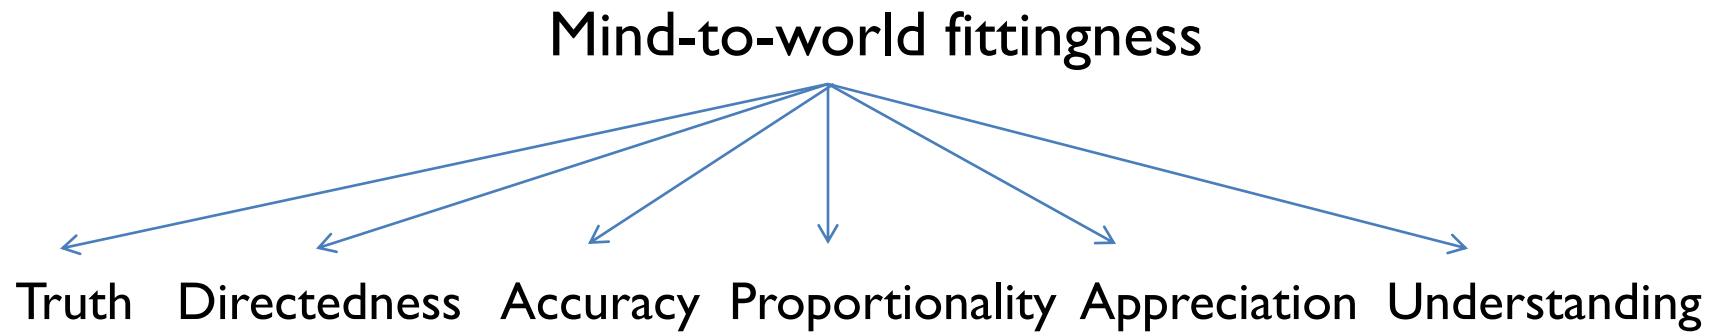 Mind-to-world fittingness
Truth Directedness Accuracy Proportionality Appreciation Understanding